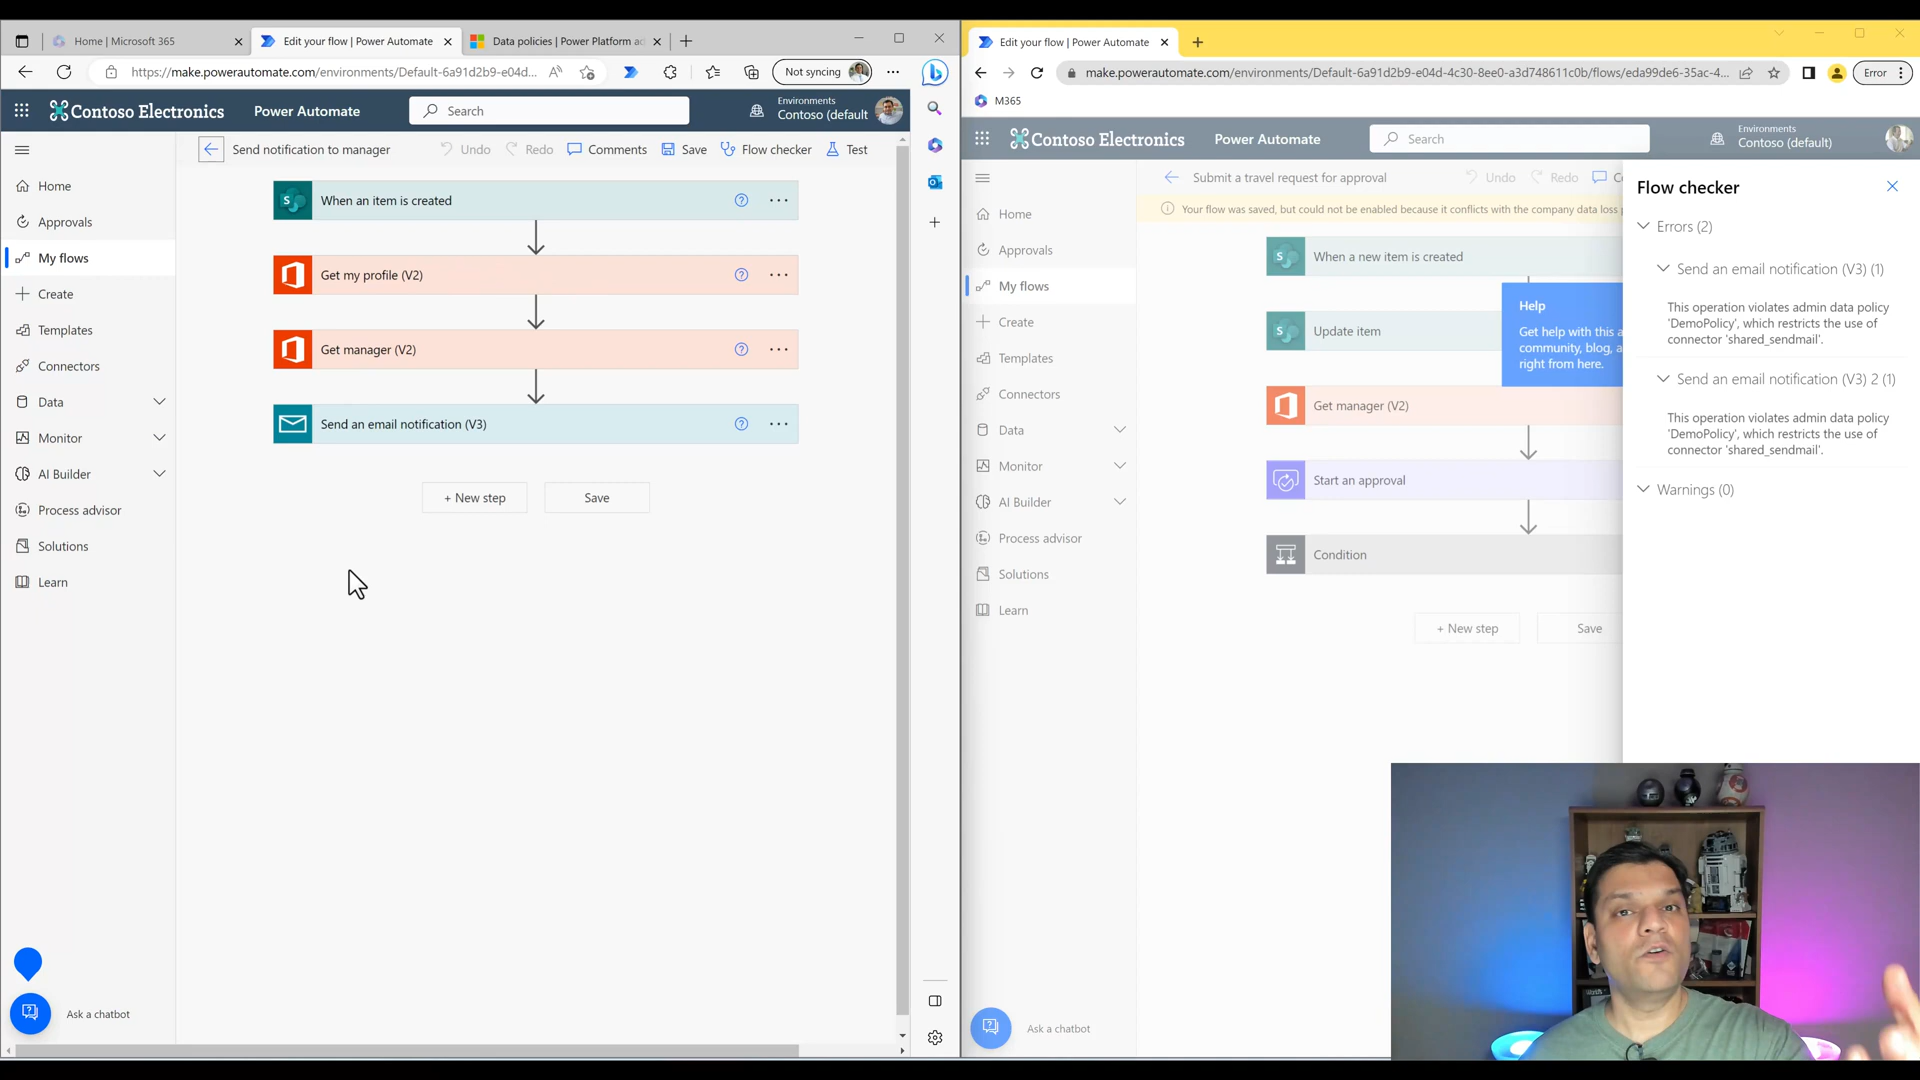 Home | Microsoft 365
Edit your flow | Power Automate
Data policies | Power Platform ad
https://make.powerautomate.com/environments/Default-6a91d2b9-e04d...
Not syncing
Contoso Electronics
Power Automate
Search
Environments
Contoso (default
Send notification to manager
Undo
Redo
Comments
Save
Flow checker
Test
Home
Approvals
My flows
Create
Templates
Connectors
Data
Monitor
AI Builder
Process advisor
Solutions
Learn
When an item is created
Get my profile (V2)
Get manager (V2)
Send an email notification (V3)
+ New step
Save
Ask a chatbot
Edit your flow | Power Automate
make.powerautomate.com/environments/Default-6a91d2b9-e04d-4c30-8ee0-a3d748611c0b/flows/eda99de6-35ac-4...
Error
M365
Contoso Electronics
Power Automate
Search
Environments
Contoso (default)
Submit a travel request for approval
Undo
Redo
Co
Your flow was saved, but could not be enabled because it conflicts with the company data loss p
Home
Approvals
My flows
Create
Templates
Connectors
Data
Monitor
AI Builder
Process advisor
Solutions
Learn
When a new item is created
Update item
Get manager (V2)
Start an approval
Condition
+ New step
Save
Help
Get help with this a
community, blog, a
right from here.
Ask a chatbot
Flow checker
Errors (2)
Send an email notification (V3) (1)
This operation violates admin data policy
'DemoPolicy', which restricts the use of
connector 'shared_sendmail'.
Send an email notification (V3) 2 (1)
This operation violates admin data policy
'DemoPolicy', which restricts the use of
connector 'shared_sendmail'.
Warnings (0)